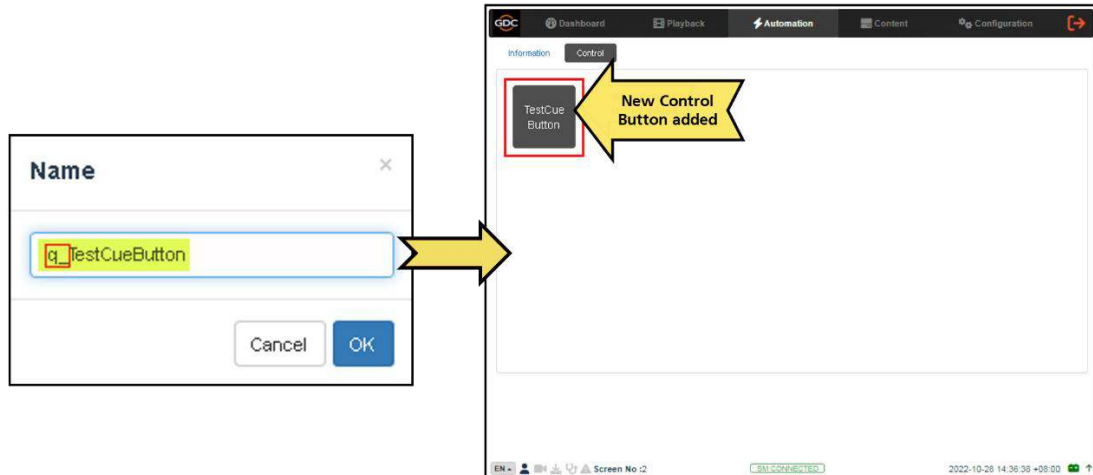 Name
×
q_TestCueButton
Cancel
OK
GDC
Dashboard
Playback
Automation
Content
Configuration
Information
Control
TestCue
Button
New Control
Button added
EN
Screen No :2
SM CONNECTED
2022-10-28 14:36:38 +08:00